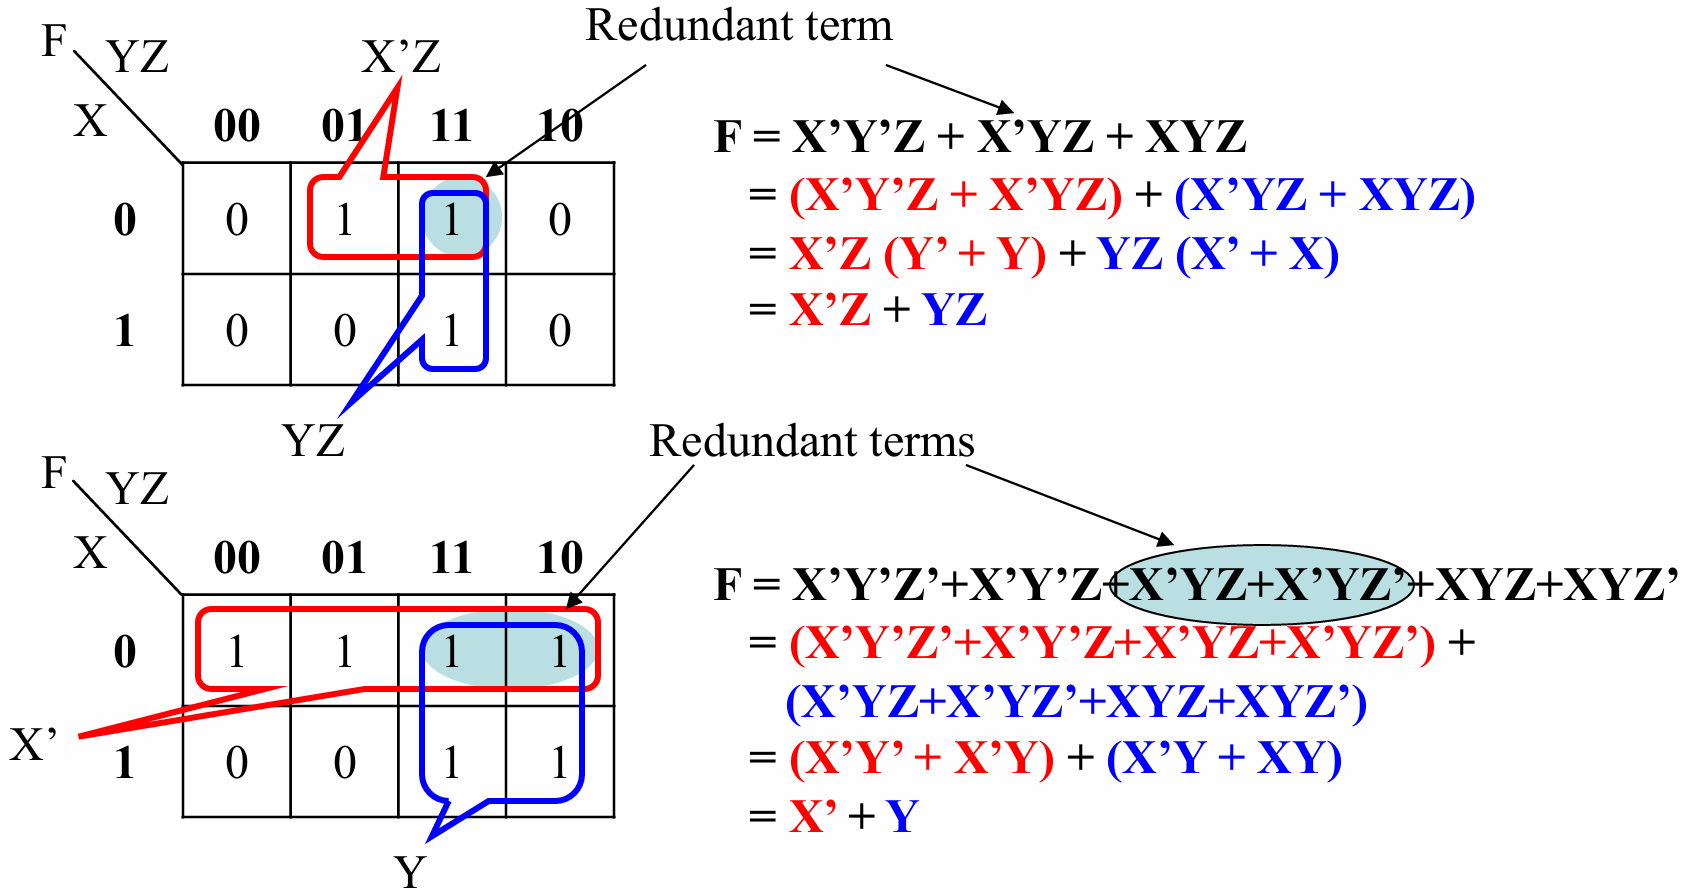 Redundant term
F YZ X’Z
X 00 01 11 10
0 0 1 1 0
1 0 0 1 0
YZ
F = X’Y’Z + X’YZ + XYZ
= (X’Y’Z + X’YZ) + (X’YZ + XYZ)
= X’Z (Y’ + Y) + YZ (X’ + X)
= X’Z + YZ
Redundant terms
F YZ
X 00 01 11 10
0 1 1 1 1
X’
1 0 0 1 1
Y
F = X’Y’Z’+X’Y’Z+X’YZ+X’YZ’+XYZ+XYZ’
= (X’Y’Z’+X’Y’Z+X’YZ+X’YZ’) +
(X’YZ+X’YZ’+XYZ+XYZ’)
= (X’Y’ + X’Y) + (X’Y + XY)
= X’ + Y